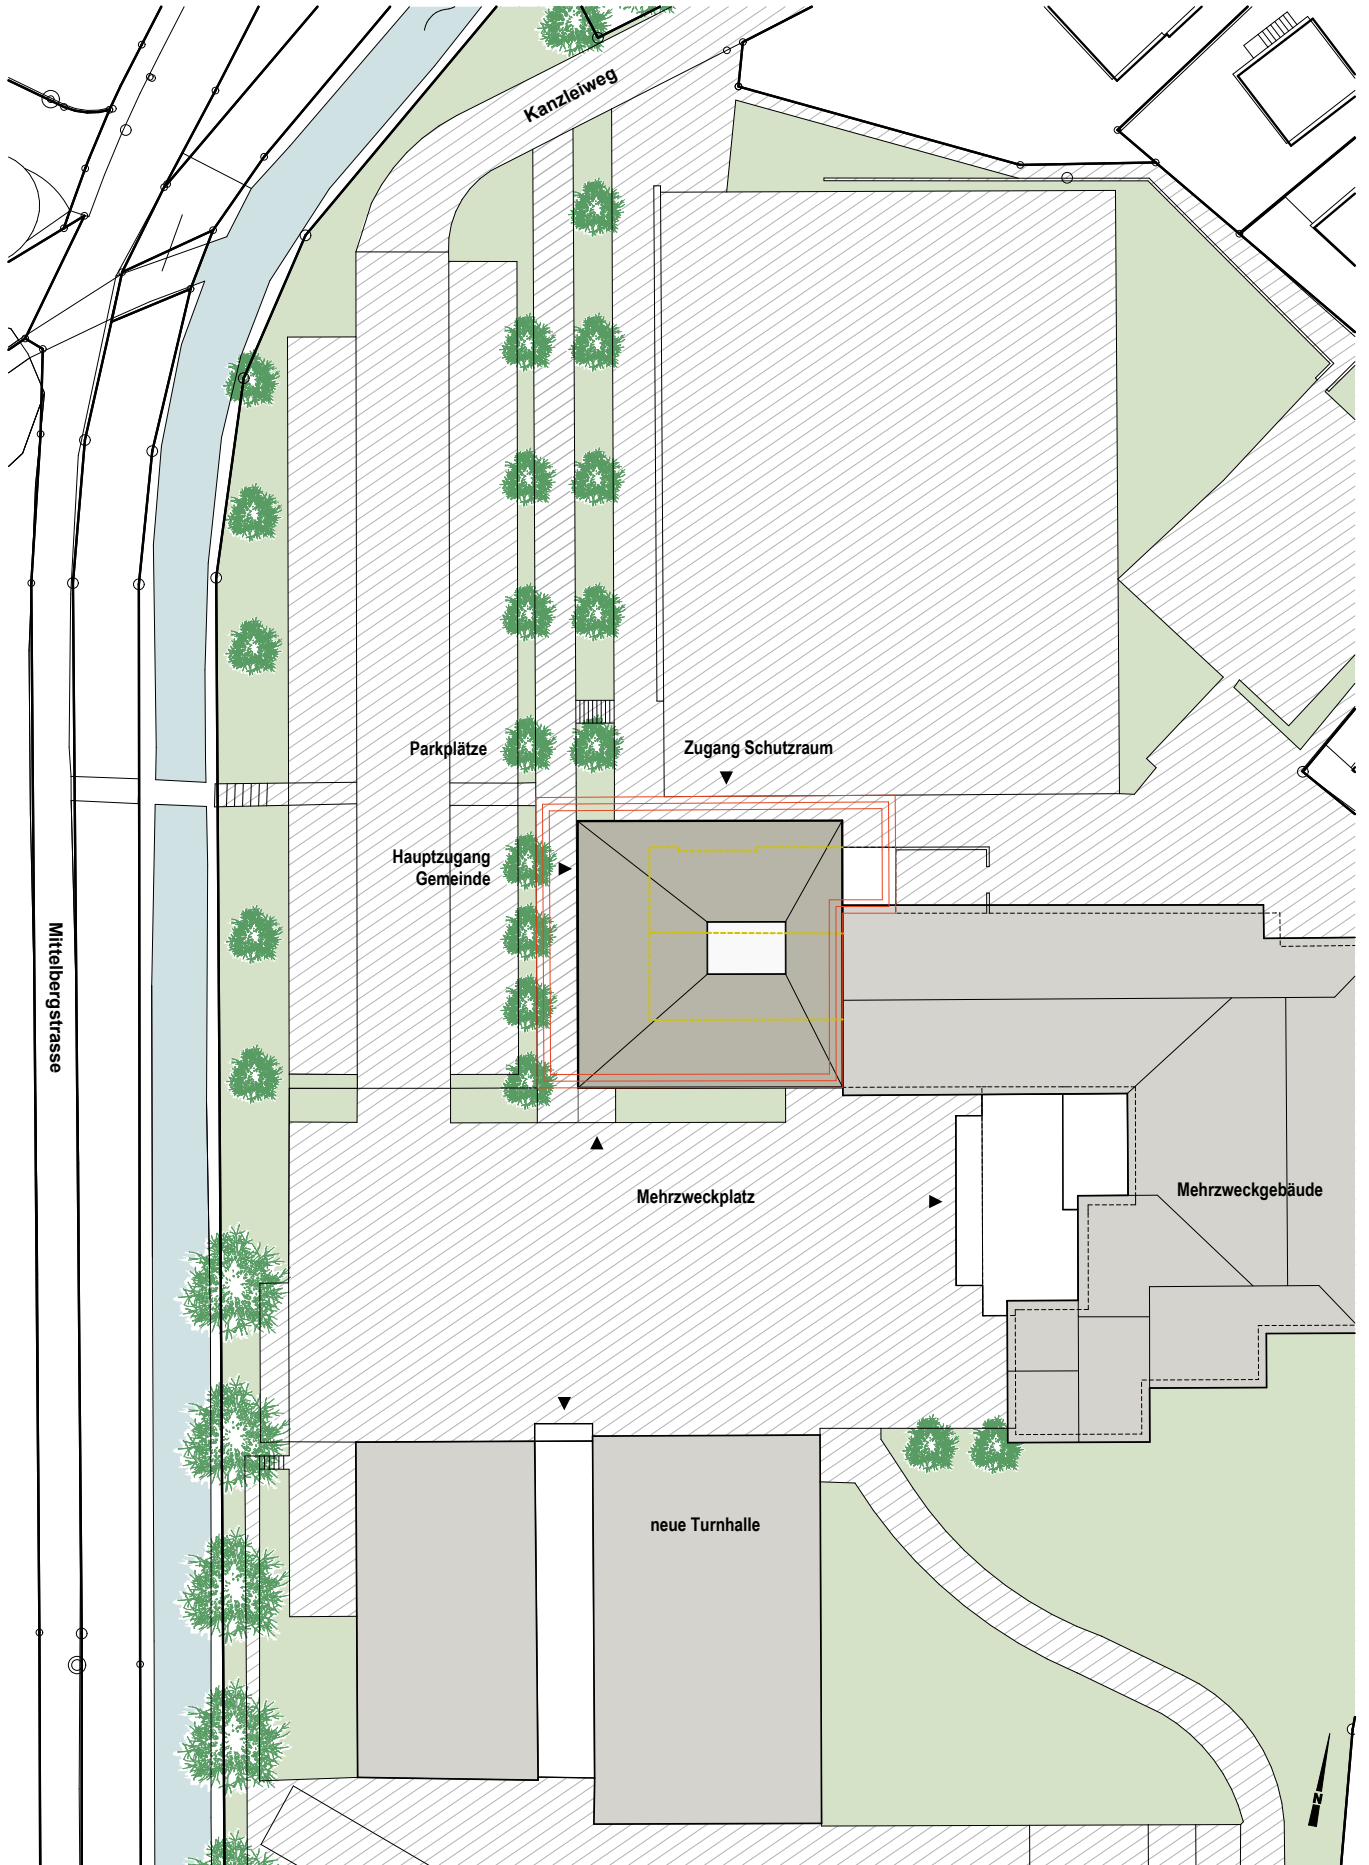 Kanzleiweg
Parkplätze
Zugang Schutzraum
Hauptzugang
Gemeinde
Mittelbergstrasse
Mehrzweckplatz
Mehrzweckgebäude
neue Turnhalle
N